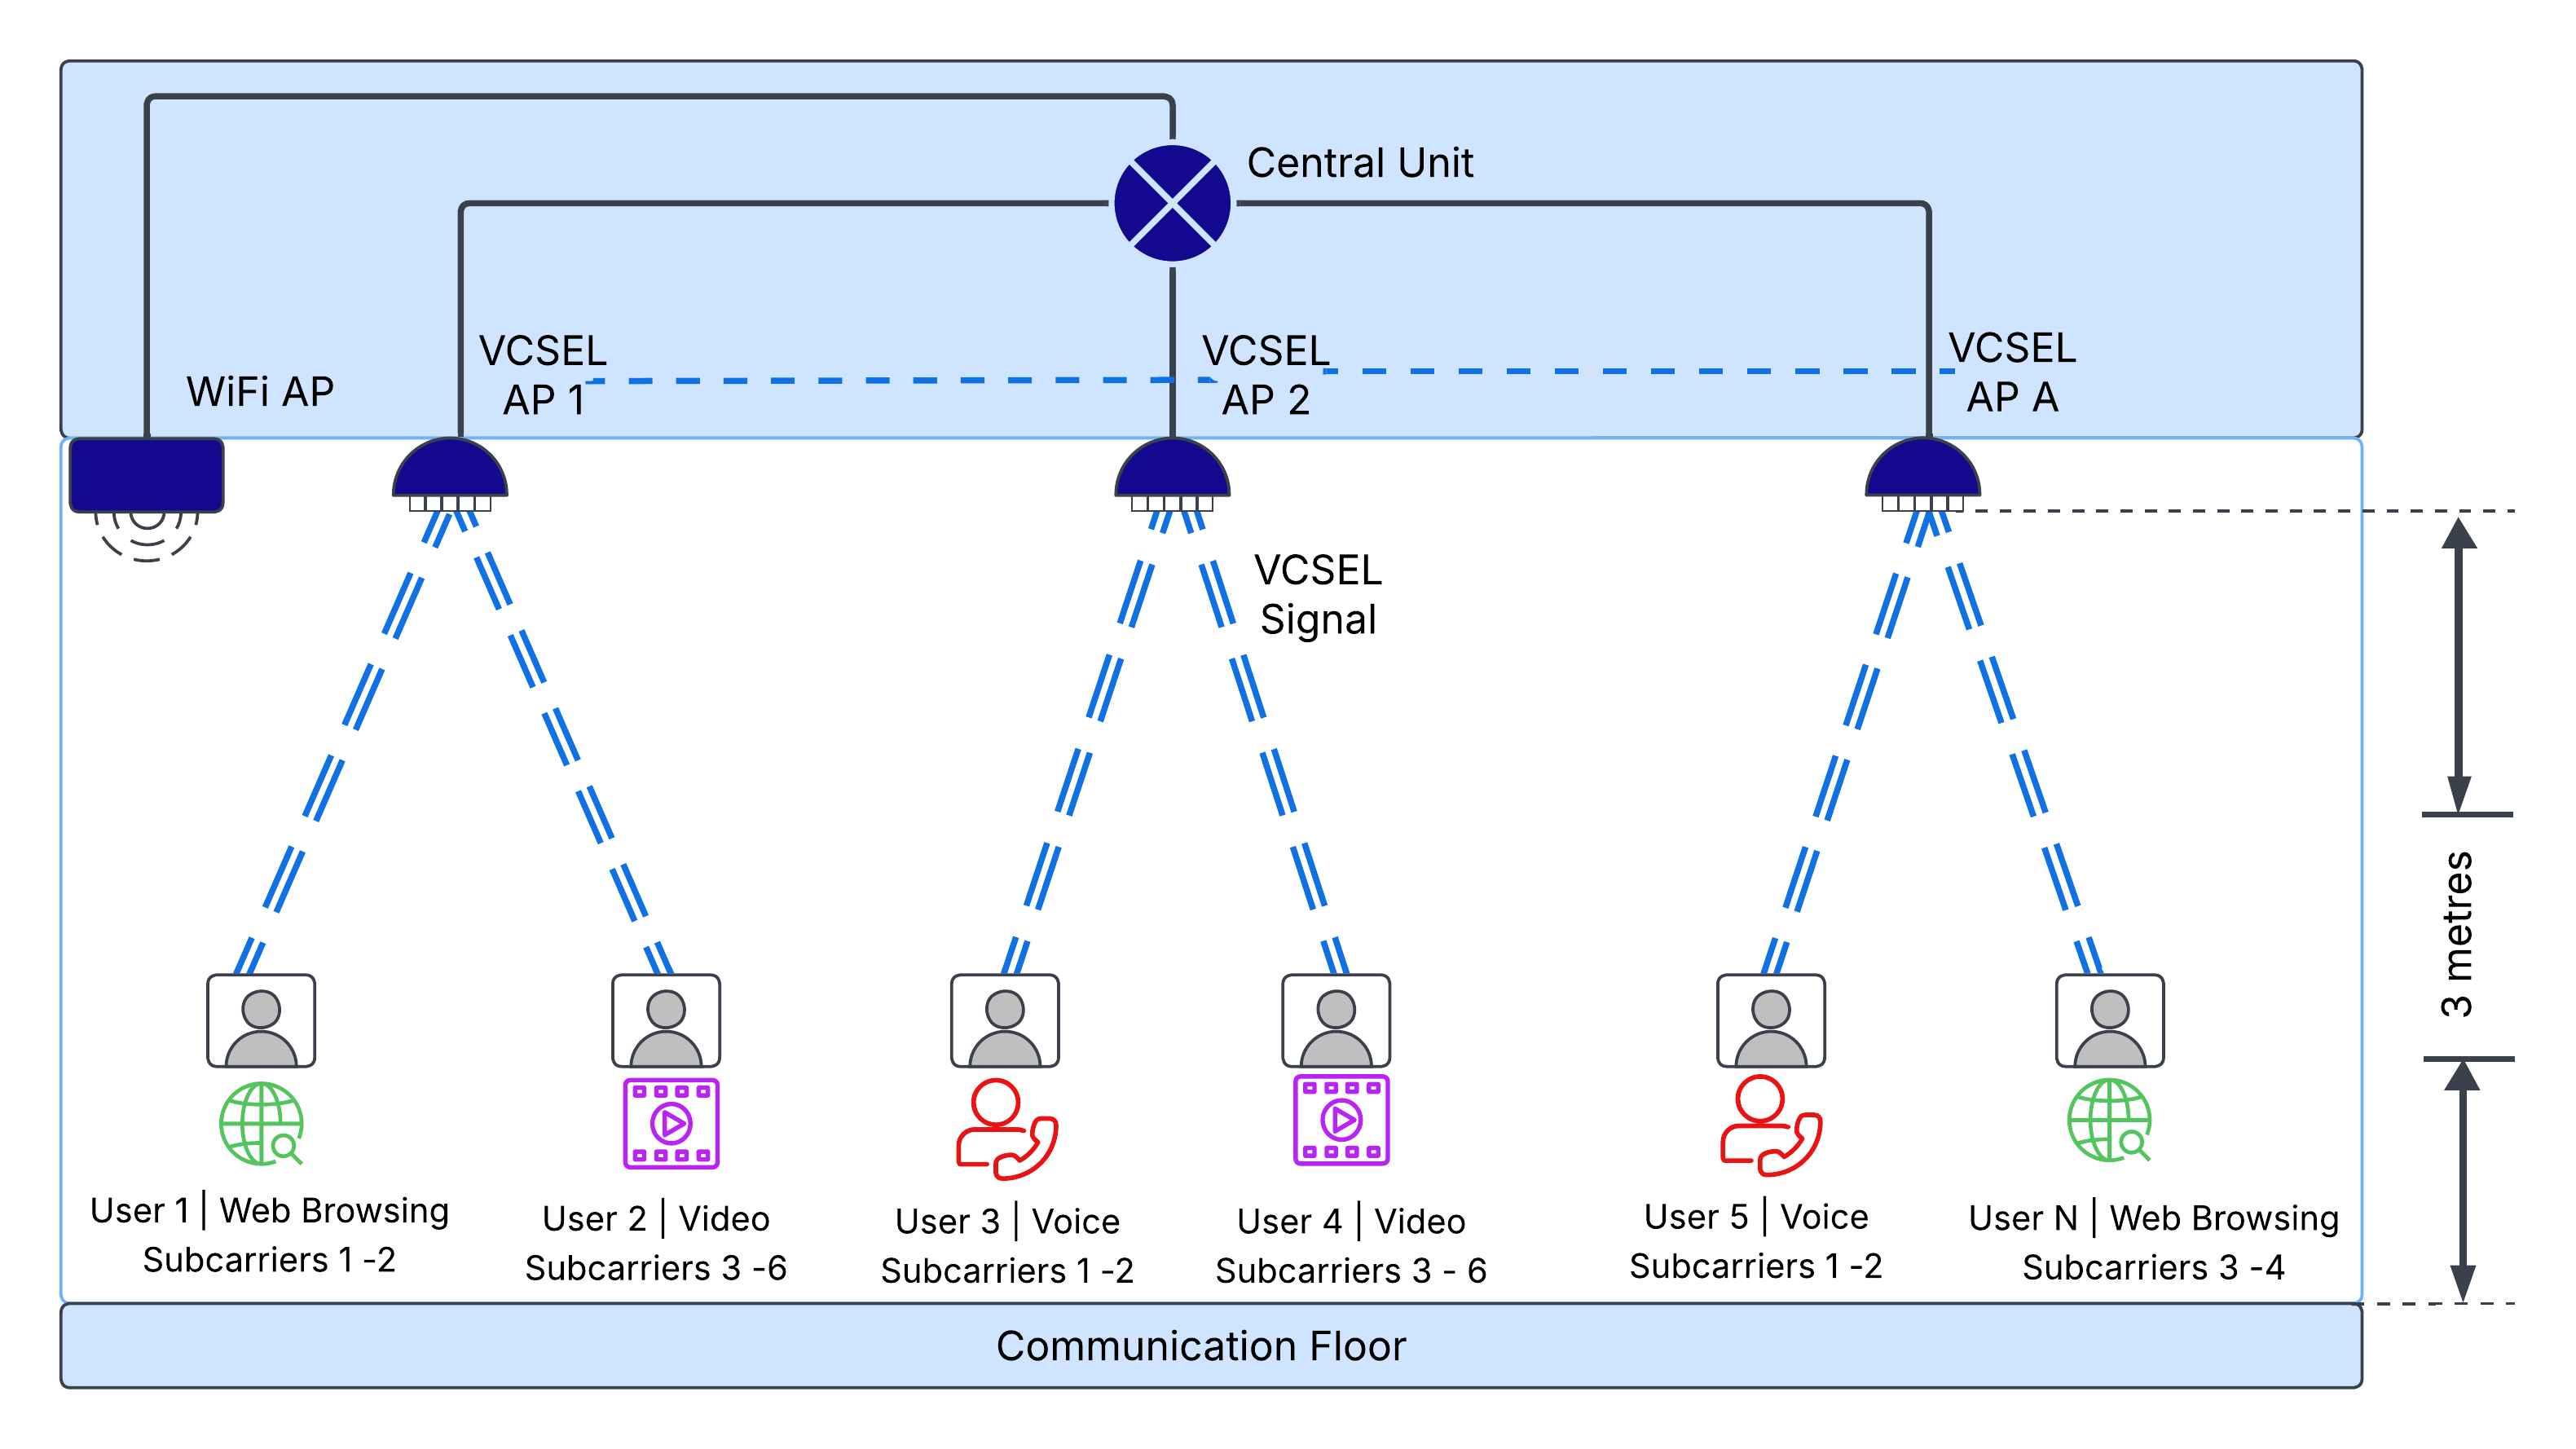 Central Unit
WiFi AP
VCSEL
AP 1
VCSEL
AP 2
VCSEL
AP A
VCSEL
Signal
3 metres
User 1 | Web Browsing
Subcarriers 1 -2
User 2 | Video
Subcarriers 3 -6
User 3 | Voice
Subcarriers 1 -2
User 4 | Video
Subcarriers 3 - 6
User 5 | Voice
Subcarriers 1 -2
User N | Web Browsing
Subcarriers 3 -4
Communication Floor